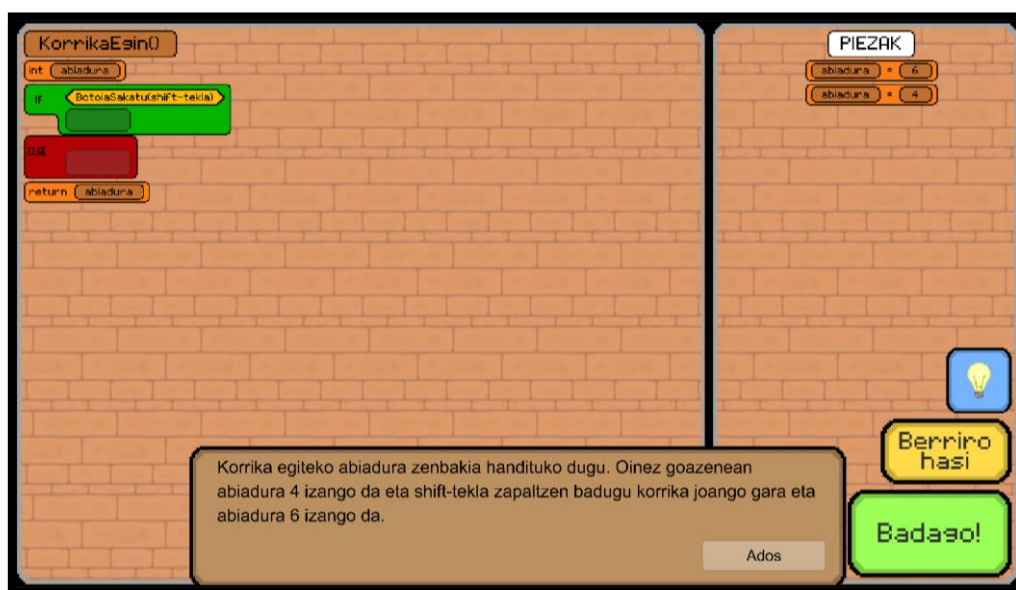 KorrikaEgin()
int abiadura
IF BotoiaSakatu(shift-tekla)
ELSE
return abiadura
PIEZAK
abiadura = 6
abiadura = 4
Berriro
hasi
Korrika egiteko abiadura zenbakia handituko dugu. Oinez goazenean
abiadura 4 izango da eta shift-tekla zapaltzen badugu korrika joango gara eta
abiadura 6 izango da.
Ados
Badago!